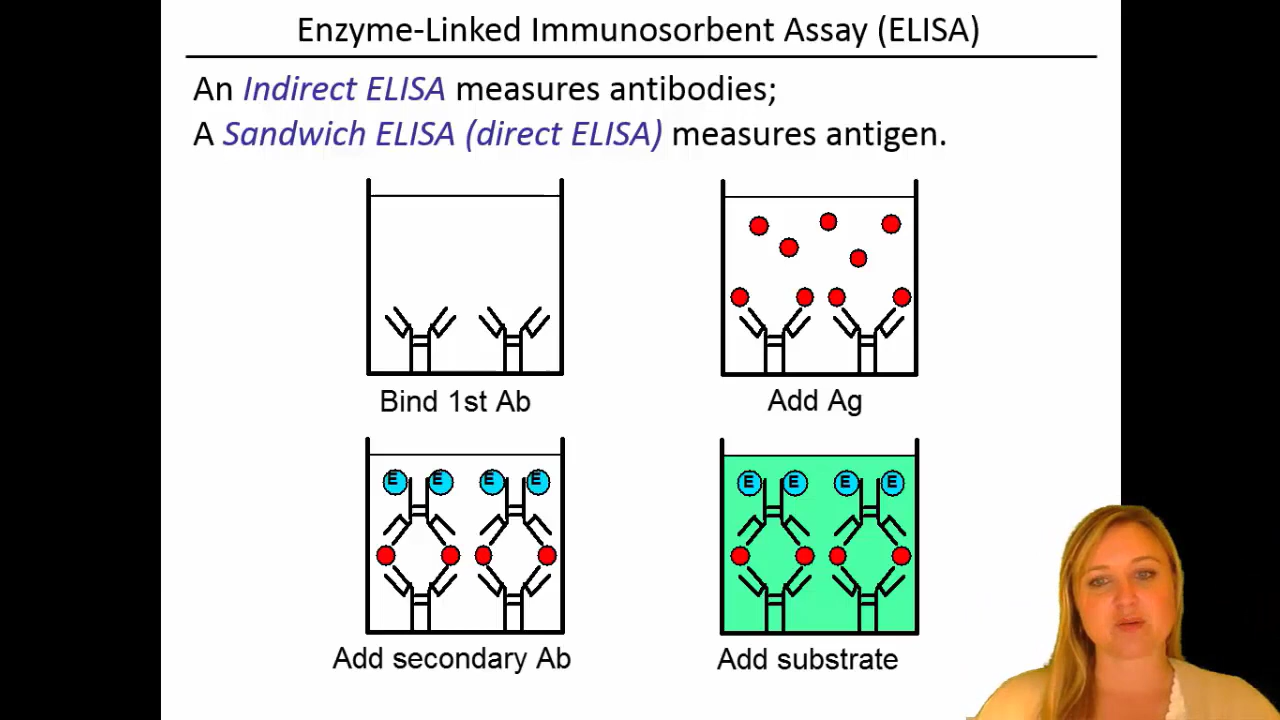 Enzyme-Linked Immunosorbent Assay (ELISA)
An Indirect ELISA measures antibodies;
A Sandwich ELISA (direct ELISA) measures antigen.
Bind 1st Ab
Add Ag
E E E E
E E E E
Add secondary Ab
Add substrate